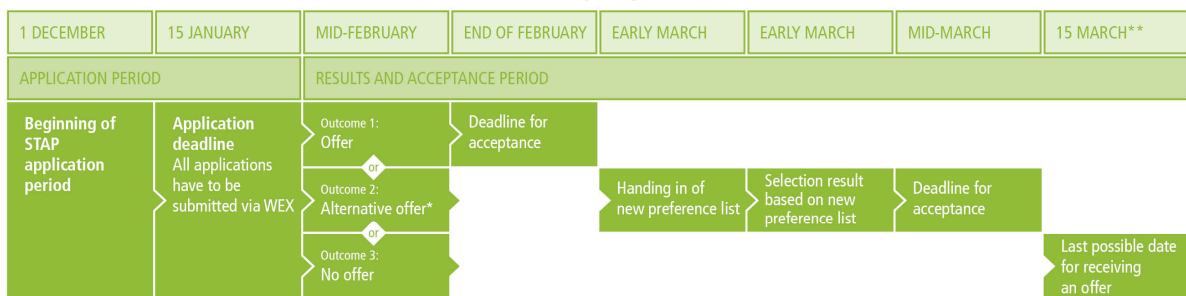 1 DECEMBER
15 JANUARY
MID-FEBRUARY
END OF FEBRUARY
EARLY MARCH
EARLY MARCH
MID-MARCH
15 MARCH**
APPLICATION PERIOD
RESULTS AND ACCEPTANCE PERIOD
Beginning of
STAP
application
period
Application
deadline
All applications
have to be
submitted via WEX
Outcome 1:
Offer
or
Outcome 2:
Alternative offer*
or
Outcome 3:
No offer
Deadline for
acceptance
Handing in of
new preference list
Selection result
based on new
preference list
Deadline for
acceptance
Last possible date
for receiving
an offer